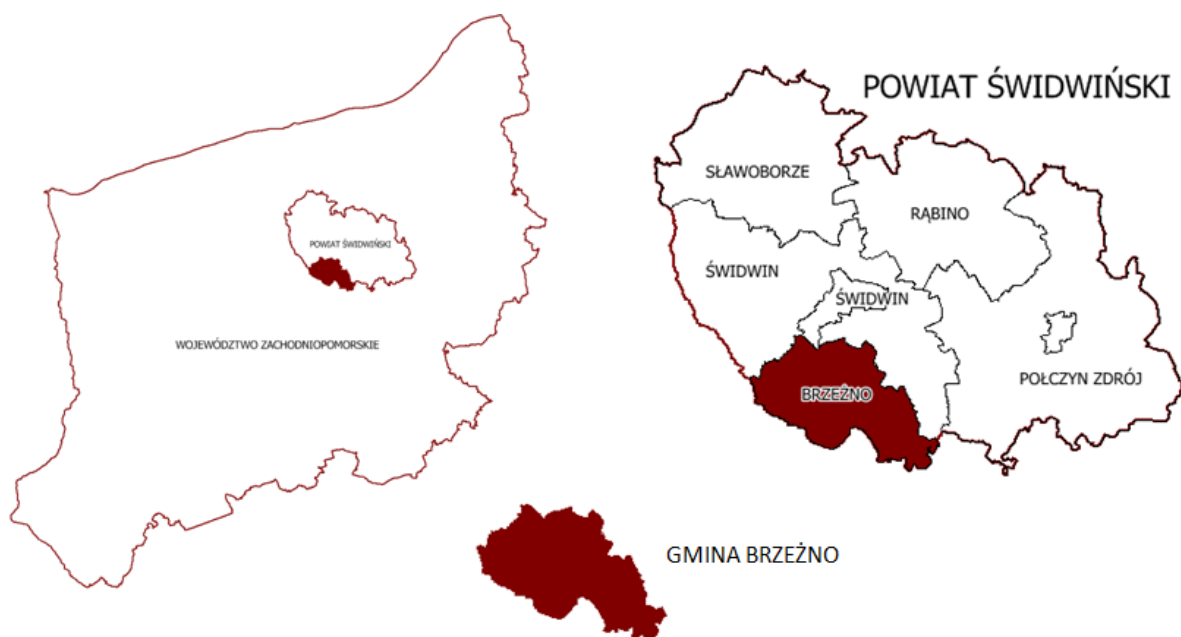 POWIAT ŚWIDWIŃSKI
WOJEWÓDZTWO ZACHODNIOPOMORSKIE
POWIAT ŚWIDWIŃSKI
SŁAWOBORZE
RĄBINO
ŚWIDWIN
ŚWIDWIN
BRZEŻNO
POŁCZYN ZDRÓJ
GMINA BRZEŻNO